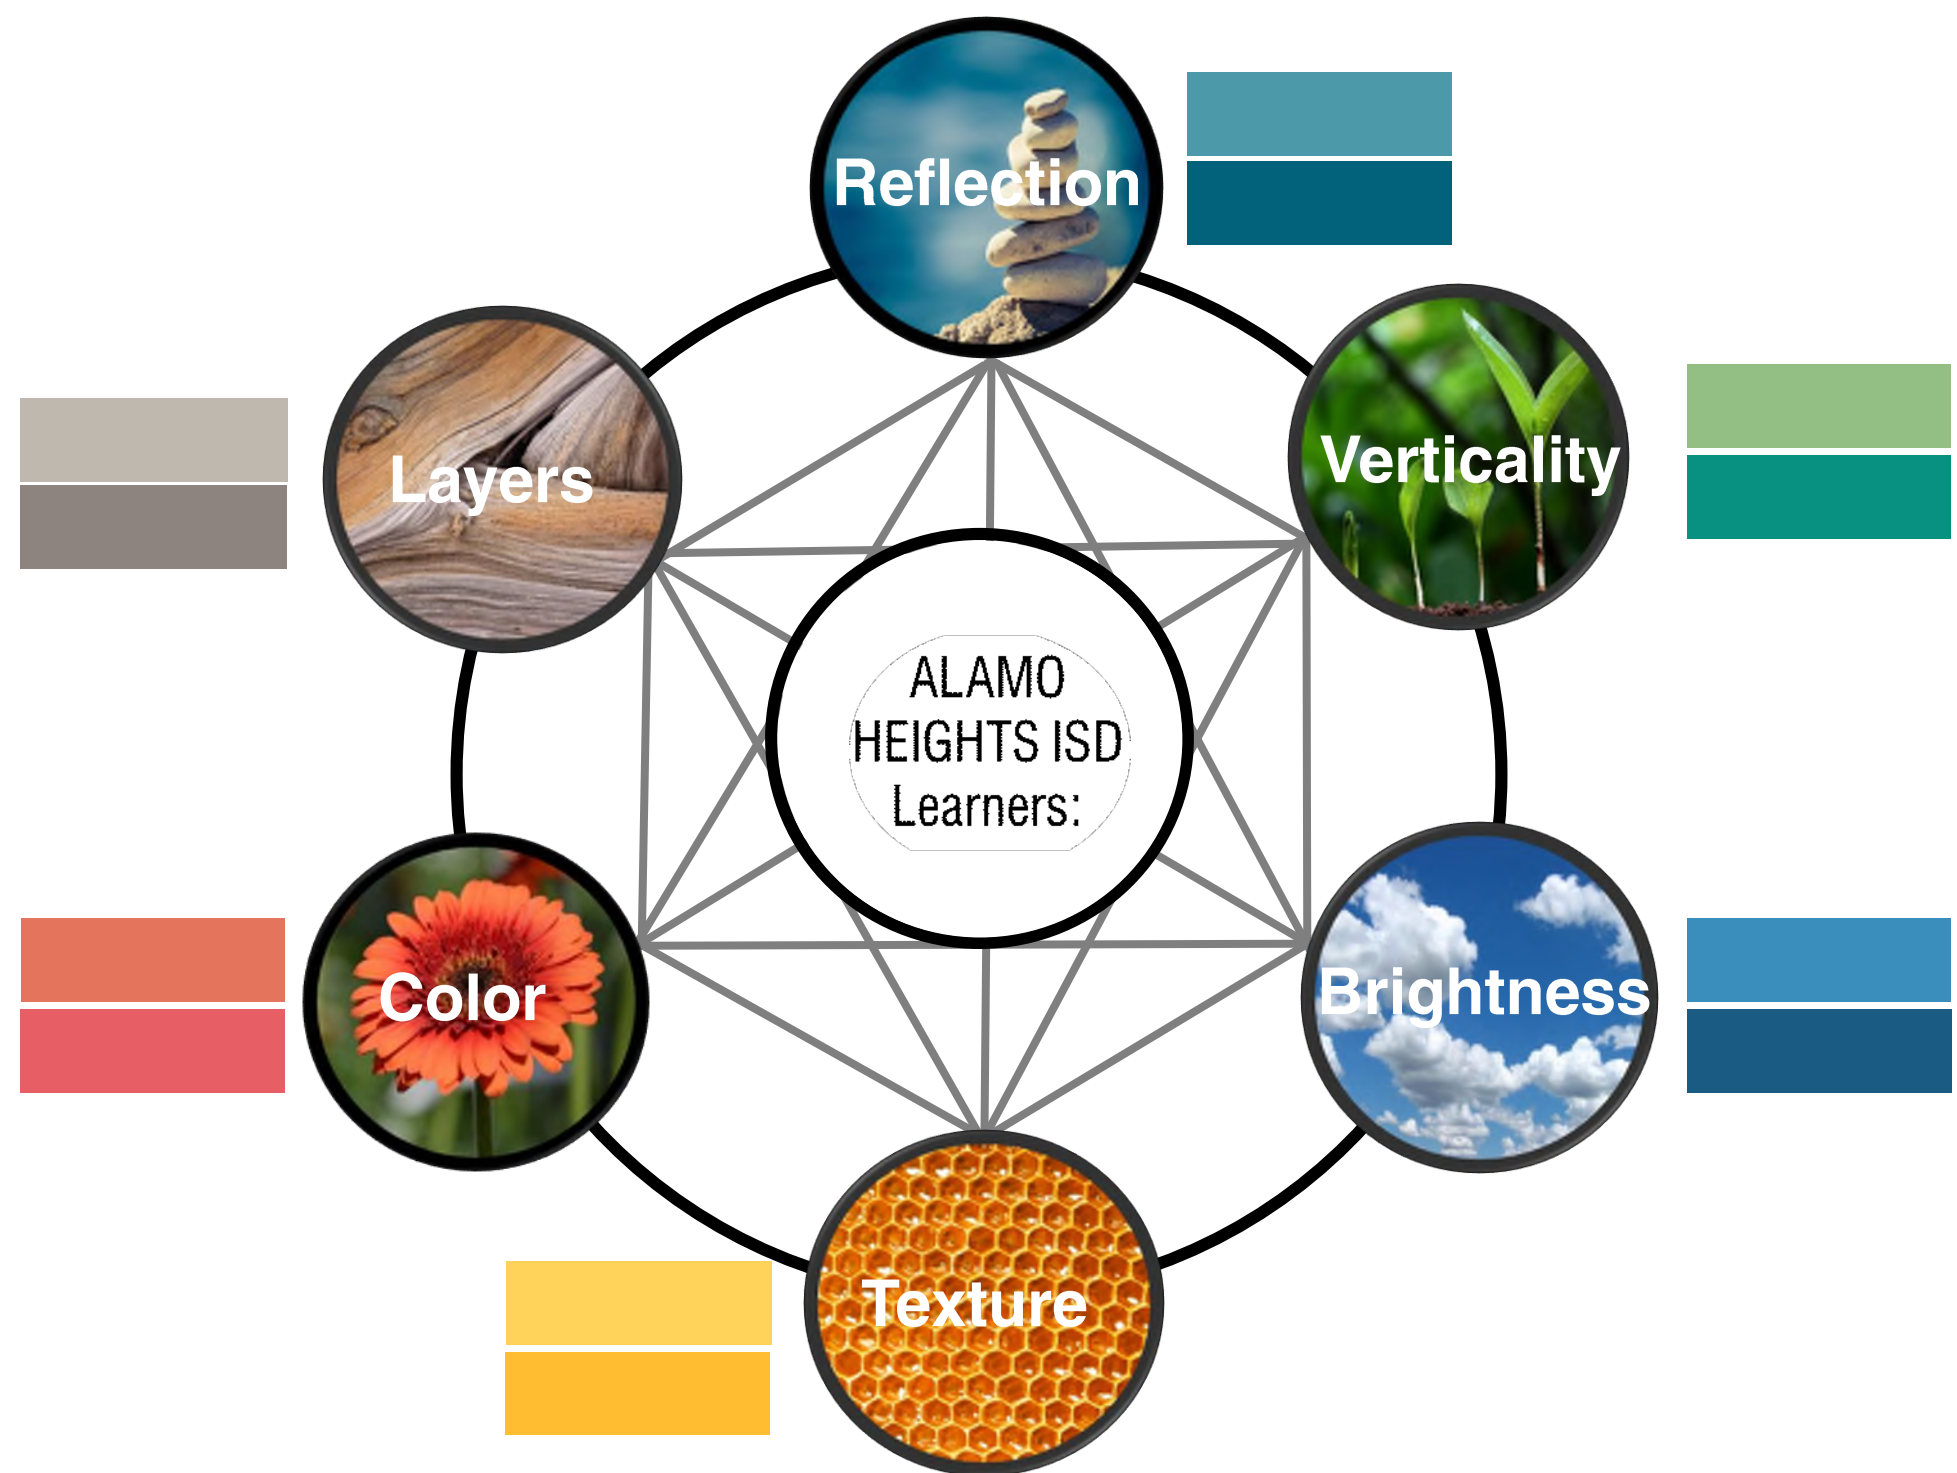 Reflection
Verticality
Layers
ALAMO
HEIGHTS ISD
Learners:
Color
Brightness
Texture